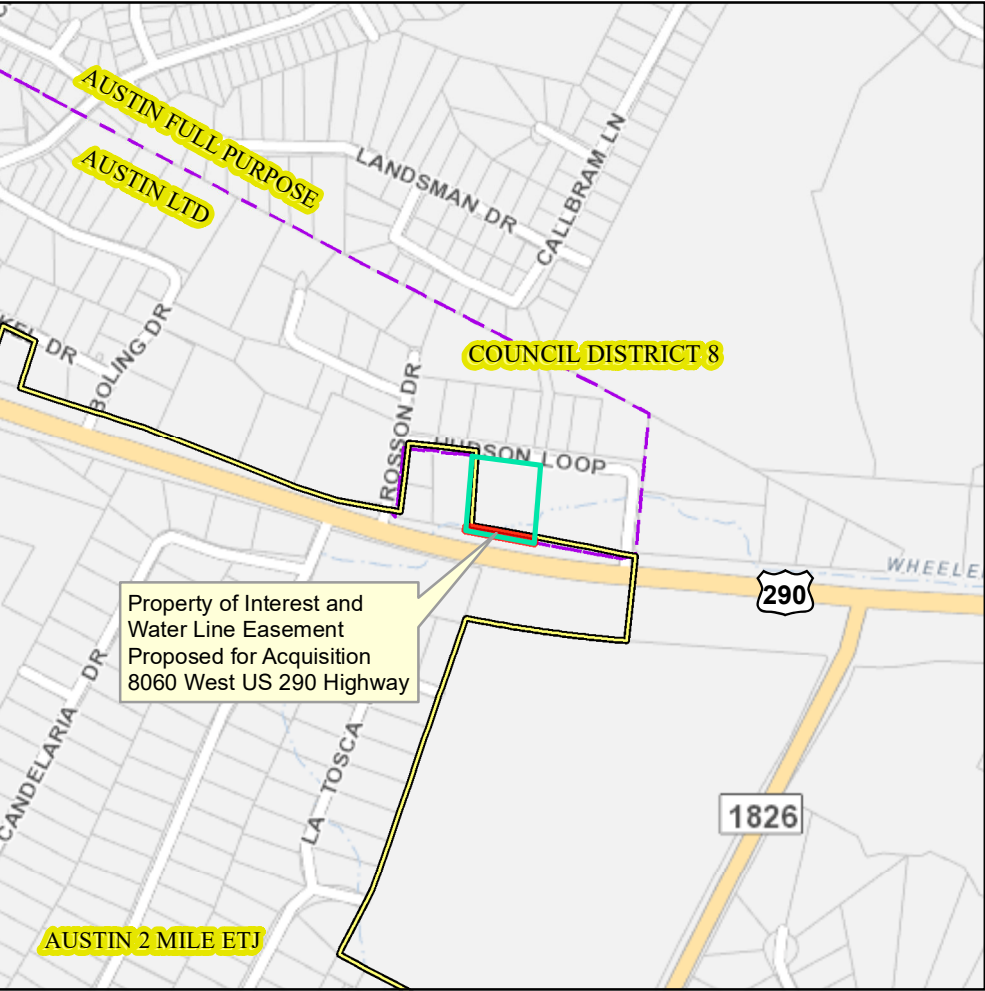 AUSTIN FULL PURPOSE
AUSTIN LTD
LANDSMAN DR
CALLBRAM LN
KEL DR
BOLING DR
ROSSON DR
COUNCIL DISTRICT 8
HUDSON LOOP
WHEELE
290
Property of Interest and
Water Line Easement
Proposed for Acquisition
8060 West US 290 Highway
CANDELARIA DR
LA TOSCA
1826
AUSTIN 2 MILE ETJ